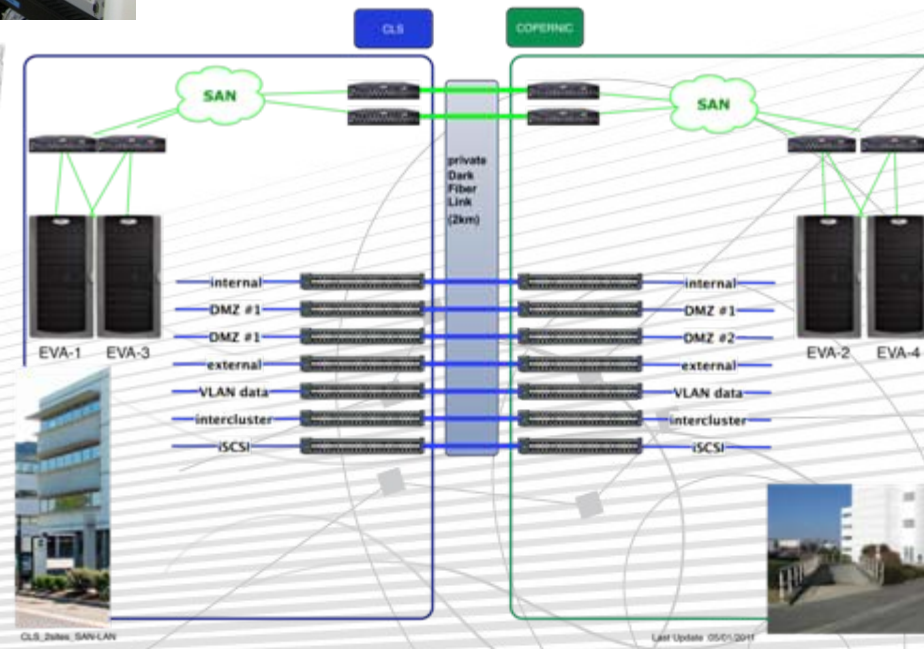 CLS
COPERNIC
SAN
SAN
private
Dark
Fiber
Link
(2km)
internal
internal
DMZ #1
DMZ #1
DMZ #1
DMZ #2
EVA-1
EVA-3
EVA-2
EVA-4
external
external
VLAN data
VLAN data
intercluster
intercluster
iSCSI
iSCSI
CLS_2sites_SAN-LAN
Last Update 05/01/2011